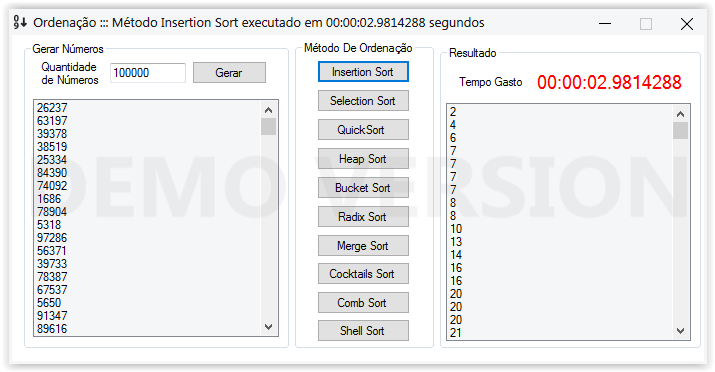 Ordenação ::: Método Insertion Sort executado em 00:00:02.9814288 segundos
Gerar Números
Quantidade
de Números
100000
Gerar
26237
63197
39378
38519
25334
84390
74092
1686
78904
5318
97286
56371
39733
78387
67537
5650
91347
89616
Método De Ordenação
Insertion Sort
Selection Sort
QuickSort
Heap Sort
Bucket Sort
Radix Sort
Merge Sort
Cocktails Sort
Comb Sort
Shell Sort
Resultado
Tempo Gasto 00:00:02.9814288
2
4
6
7
7
7
7
8
8
10
13
14
16
16
20
20
20
21
DEMO VERSION